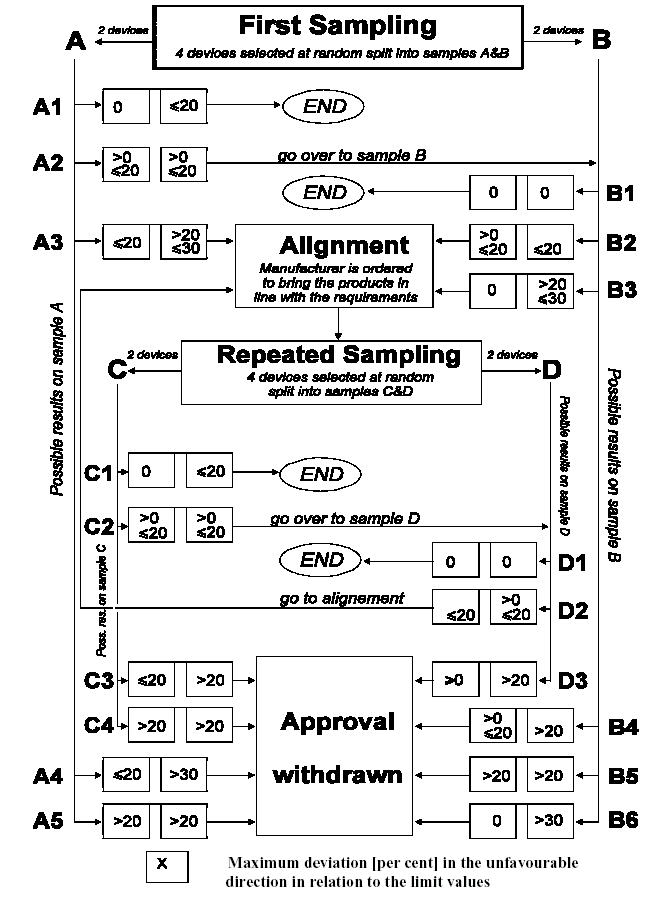 First Sampling
4 devices selected at random split into samples A&B
A
2 devices
2 devices
B
A1
0
⩽20
END
A2
>0
⩽20
>0
⩽20
go over to sample B
END
0
0
B1
A3
⩽20
>20
⩽30
Alignment
Manufacturer is ordered
to bring the products in
line with the requirements
>0
⩽20
⩽20
B2
0
>20
⩽30
B3
Possible results on sample A
Possible results on sample B
C
2 devices
Repeated Sampling
4 devices selected at random
split into samples C&D
2 devices
D
Possible results on sample D
C1
0
⩽20
END
C2
>0
⩽20
>0
⩽20
go over to sample D
Poss. res. on sample C
END
0
0
D1
go to alignement
⩽20
>0
⩽20
D2
C3
⩽20
>20
>0
>20
D3
C4
>20
>20
Approval
withdrawn
>0
⩽20
>20
B4
A4
⩽20
>30
>20
>20
B5
A5
>20
>20
0
>30
B6
X
Maximum deviation [per cent] in the unfavourable
direction in relation to the limit values